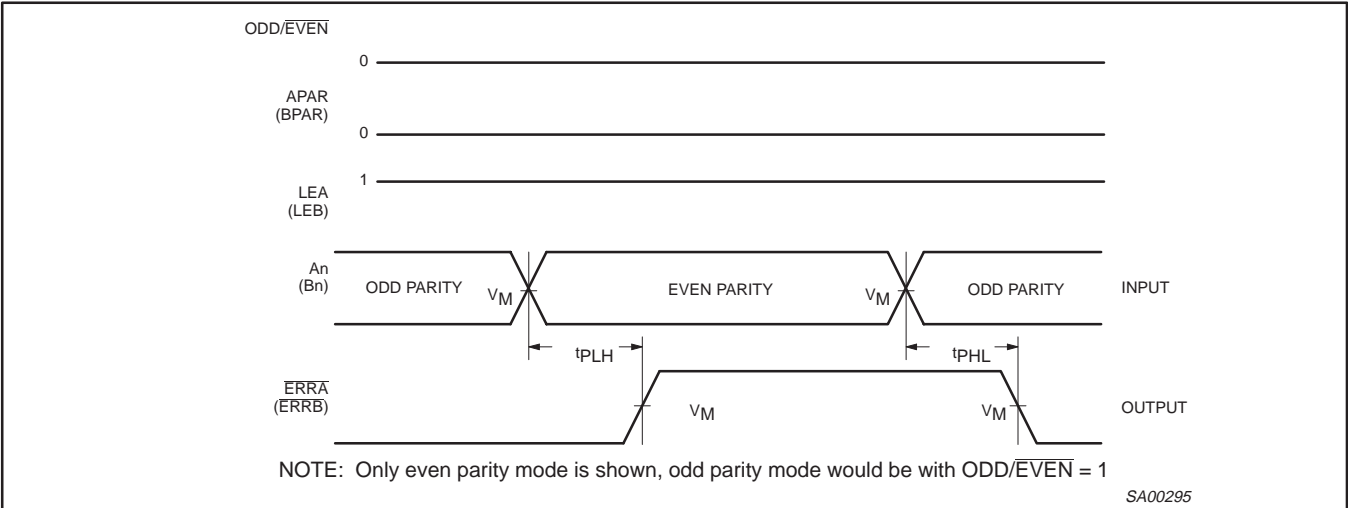 ODD/EVEN
0
APAR
(BPAR)
0
1
LEA
(LEB)
An
(Bn)
ODD PARITY
VM
EVEN PARITY
VM
ODD PARITY
INPUT
tPLH
tPHL
ERRA
(ERRB)
VM
VM
OUTPUT
NOTE: Only even parity mode is shown, odd parity mode would be with ODD/EVEN = 1
SA00295